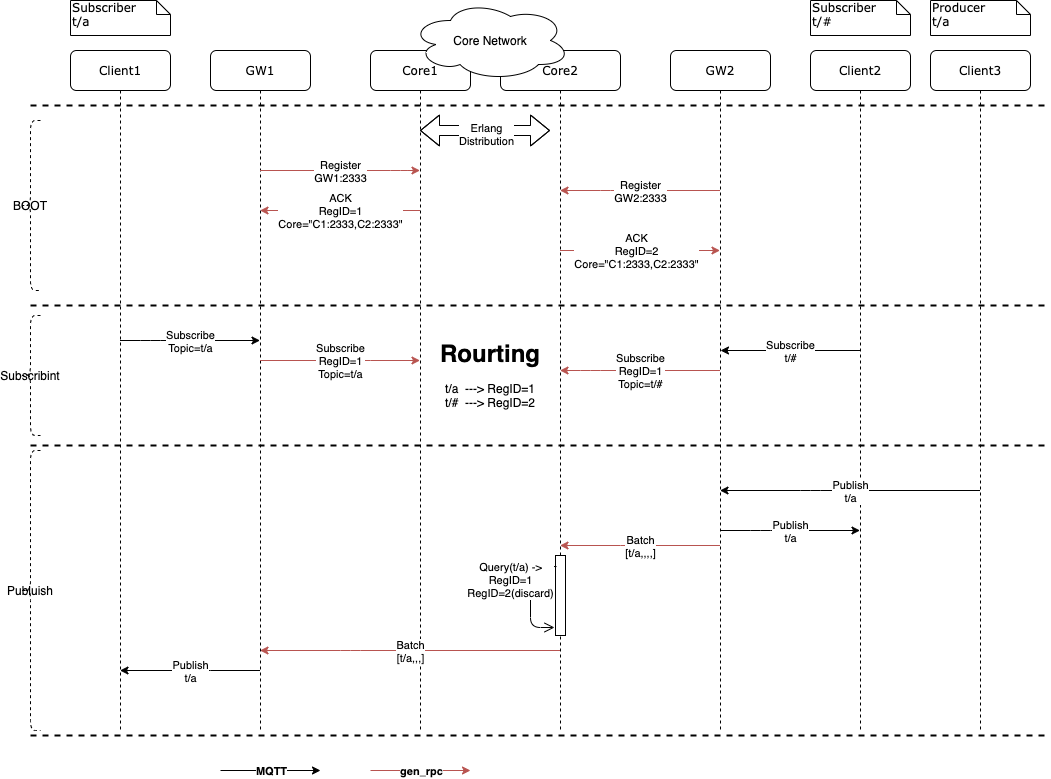 Subscriber
t/a
Subscriber
t/#
Producer
t/a
Core Network
Client1
GW1
Core1
Core2
GW2
Client2
Client3
Erlang
Distribution
BOOT
Register
GW1:2333
Register
GW2:2333
ACK
RegID=1
Core="C1:2333,C2:2333"
ACK
RegID=2
Core="C1:2333,C2:2333"
Subscribint
Subscribe
Topic=t/a
Subscribe
RegID=1
Topic=t/a
Rourting
t/a ---> RegID=1
t/# ---> RegID=2
Subscribe
RegID=1
Topic=t/#
Subscribe
t/#
Publish
t/a
Publish
t/a
Batch
[t/a,,,,]
Query(t/a) ->
RegID=1
RegID=2(discard)
Batch
[t/a,,,]
Publish
t/a
MQTT
gen_rpc